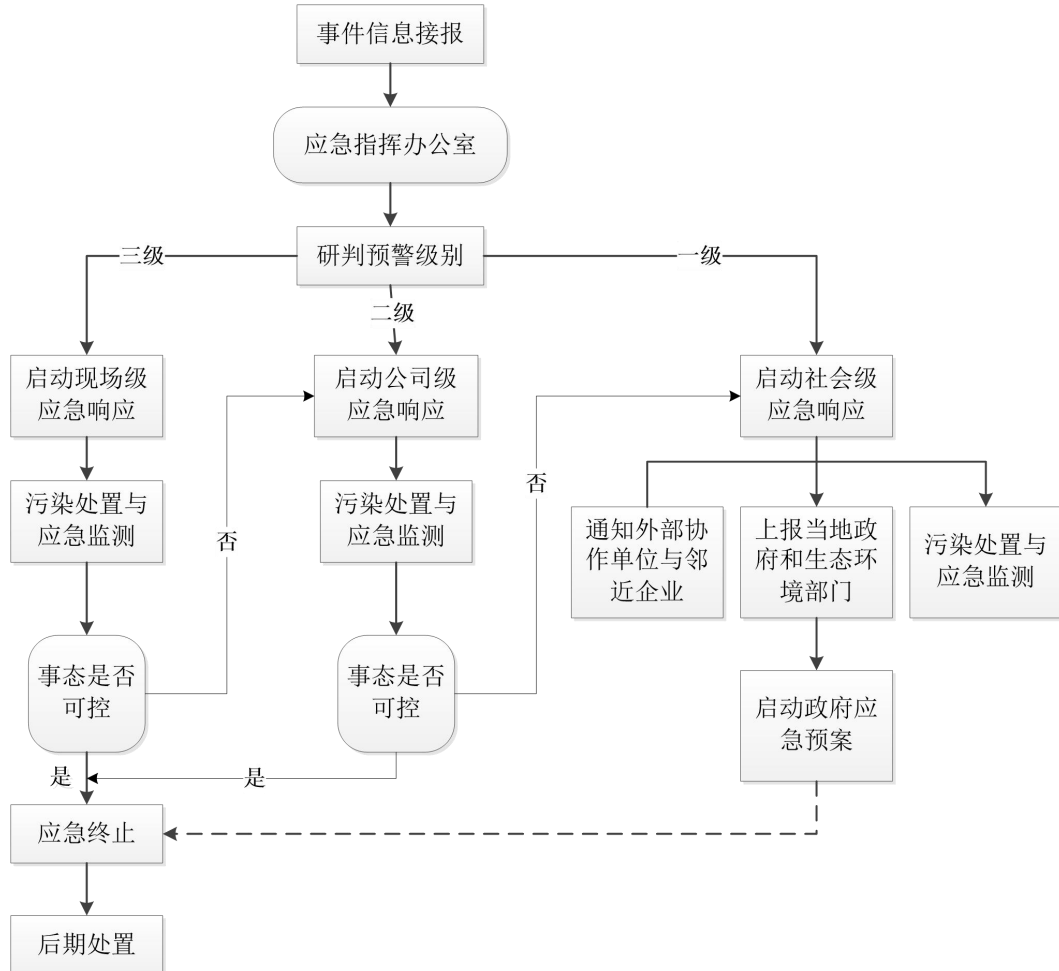 事件信息接报
应急指挥办公室
研判预警级别
三级
一级
二级
启动现场级
应急响应
启动公司级
应急响应
启动社会级
应急响应
污染处置与
应急监测
否
污染处置与
应急监测
否
通知外部协
作单位与邻
近企业
上报当地政
府和生态环
境部门
污染处置与
应急监测
事态是否
可控
事态是否
可控
启动政府应
急预案
是
是
应急终止
后期处置